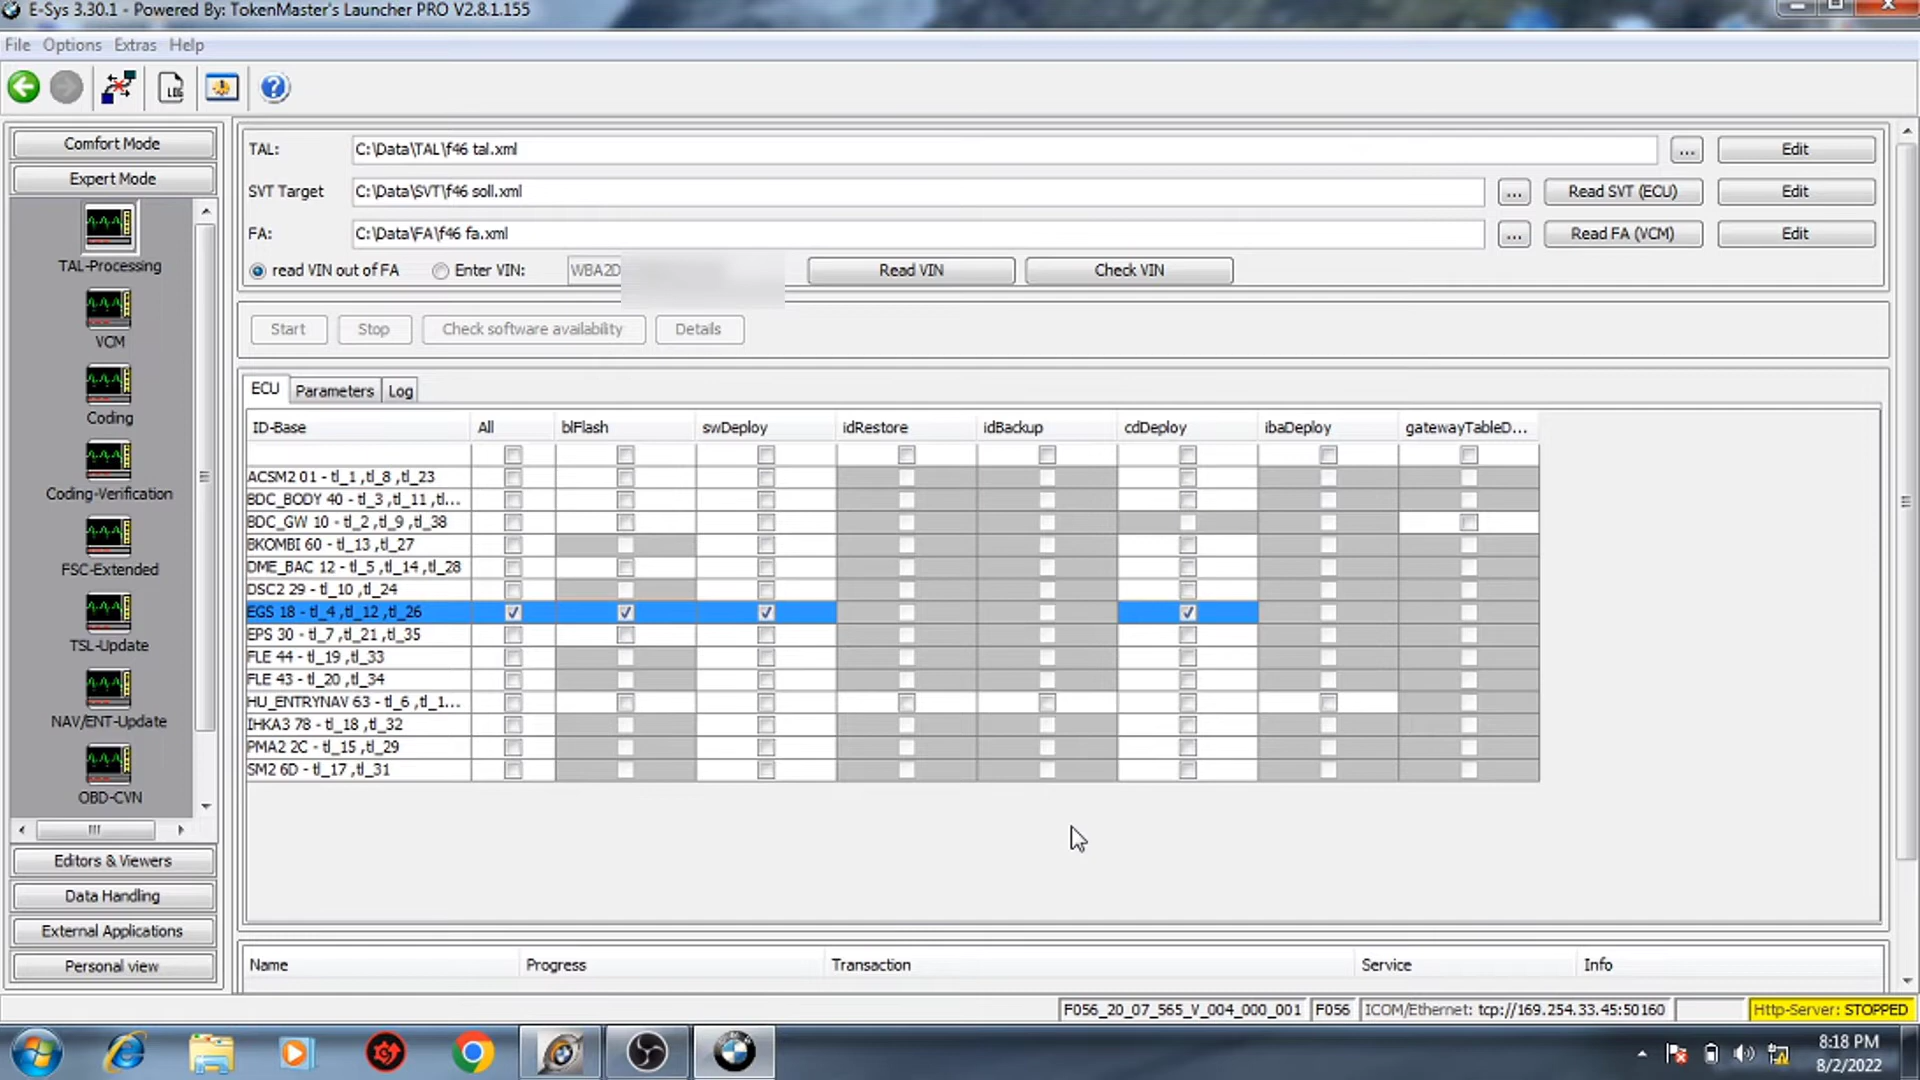 E-Sys 3.30.1 - Powered By: TokenMaster's Launcher PRO V2.8.1.155
File Options Extras Help
LOG
Comfort Mode
Expert Mode
TAL-Processing
VCM
Coding
Coding-Verification
FSC-Extended
TSL-Update
NAV/ENT-Update
OBD-CVN
Editors & Viewers
Data Handling
External Applications
Personal view
TAL: C:\Data\TAL\f46 tal.xml ... Edit
SVT Target C:\Data\SVT\f46 soll.xml ... Read SVT (ECU) Edit
FA: C:\Data\FA\f46 fa.xml ... Read FA (VCM) Edit
read VIN out of FA Enter VIN: WBA2D Read VIN Check VIN
Start Stop Check software availability Details
ECU Parameters Log
ID-Base All blFlash swDeploy idRestore idBackup cdDeploy ibaDeploy gatewayTableD...
ACSM2 01 - tl_1 ,tl_8 ,tl_23
BDC_BODY 40 - tl_3 ,tl_11 ,tl...
BDC_GW 10 - tl_2 ,tl_9 ,tl_38
BKOMBI 60 - tl_13 ,tl_27
DME_BAC 12 - tl_5 ,tl_14 ,tl_28
DSC2 29 - tl_10 ,tl_24
EGS 18 - tl_4 ,tl_12 ,tl_26
EPS 30 - tl_7 ,tl_21 ,tl_35
FLE 44 - tl_19 ,tl_33
FLE 43 - tl_20 ,tl_34
HU_ENTRYNAV 63 - tl_6 ,tl_1...
IHKA3 78 - tl_18 ,tl_32
PMA2 2C - tl_15 ,tl_29
SM2 6D - tl_17 ,tl_31
Name Progress Transaction Service Info
F056_20_07_565_V_004_000_001 F056 ICOM/Ethernet: tcp://169.254.33.45:50160 Http-Server: STOPPED
8:18 PM
8/2/2022